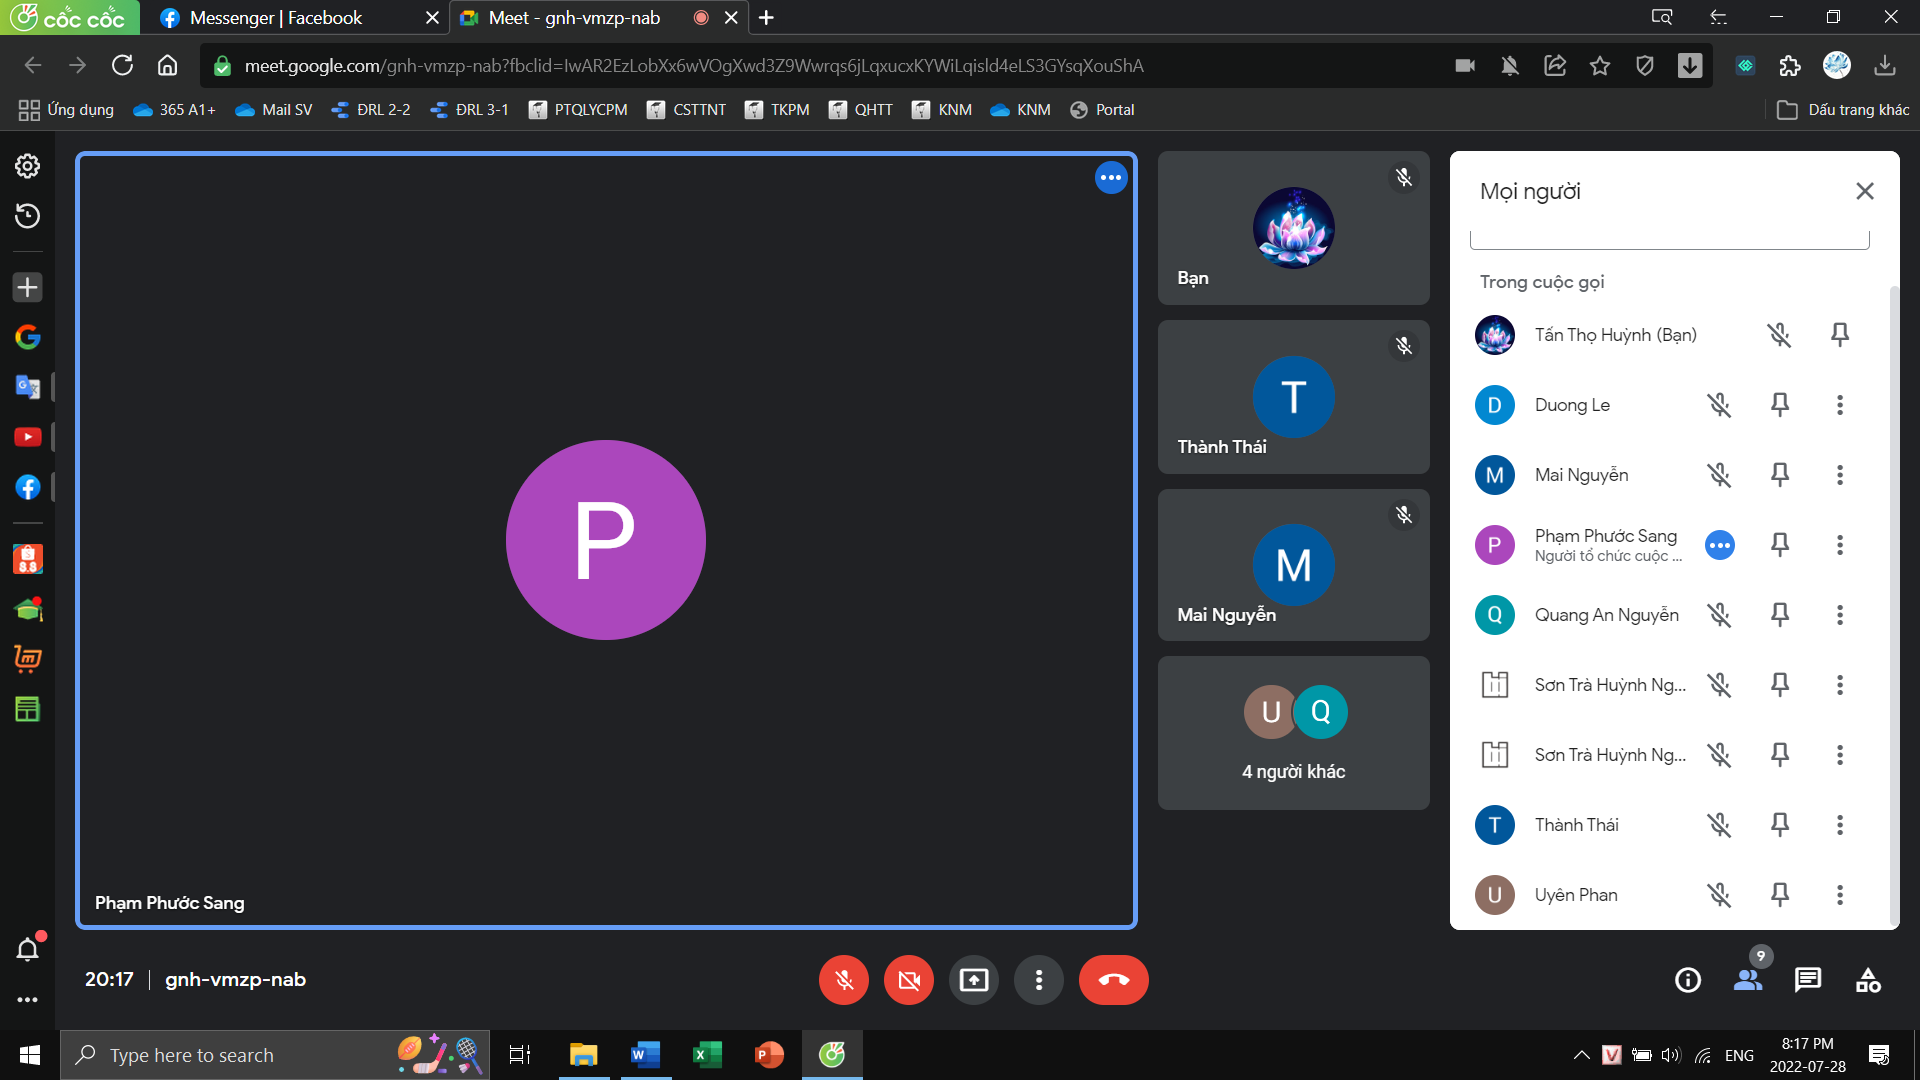 cốc cốc
Messenger | Facebook
Meet - gnh-vmzp-nab
meet.google.com/gnh-vmzp-nab?fbclid=IwAR2EzLobXx6wVOgXwd3Z9Wwrqs6jLqxucxKYWiLqisld4eLS3GYsqXouShA
Ứng dụng
365 A1+
Mail SV
ĐRL 2-2
ĐRL 3-1
PTQLYCPM
CSTTNT
TKPM
QHTT
KNM
KNM
Portal
Dấu trang khác
8.8
P
Phạm Phước Sang
Bạn
T
Thành Thái
M
Mai Nguyễn
U Q
4 người khác
Mọi người
Trong cuộc gọi
Tấn Thọ Huỳnh (Bạn)
D Duong Le
M Mai Nguyễn
P Phạm Phước Sang
Người tổ chức cuộc ...
Q Quang An Nguyễn
Sơn Trà Huỳnh Ng...
Sơn Trà Huỳnh Ng...
T Thành Thái
U Uyên Phan
20:17 | gnh-vmzp-nab
9
Type here to search
ENG
8:17 PM
2022-07-28